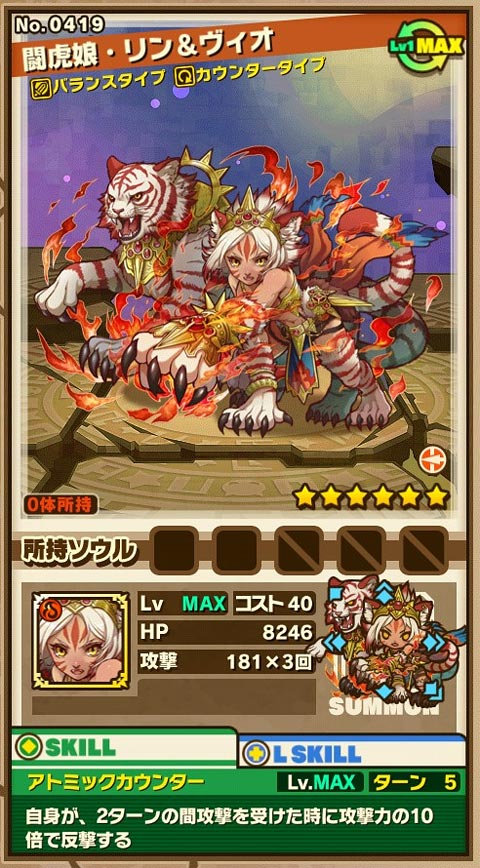 No.0419
闘虎娘・リン&ヴィオ
Lv1 MAX
バランスタイプ カウンタータイプ
0体所持
所持ソウル
Lv MAX コスト 40
HP 8246
攻撃 181×3回
SUMMON
SKILL
L SKILL
アトミックカウンター Lv.MAX ターン 5
自身が、2ターンの間攻撃を受けた時に攻撃力の10
倍で反撃する